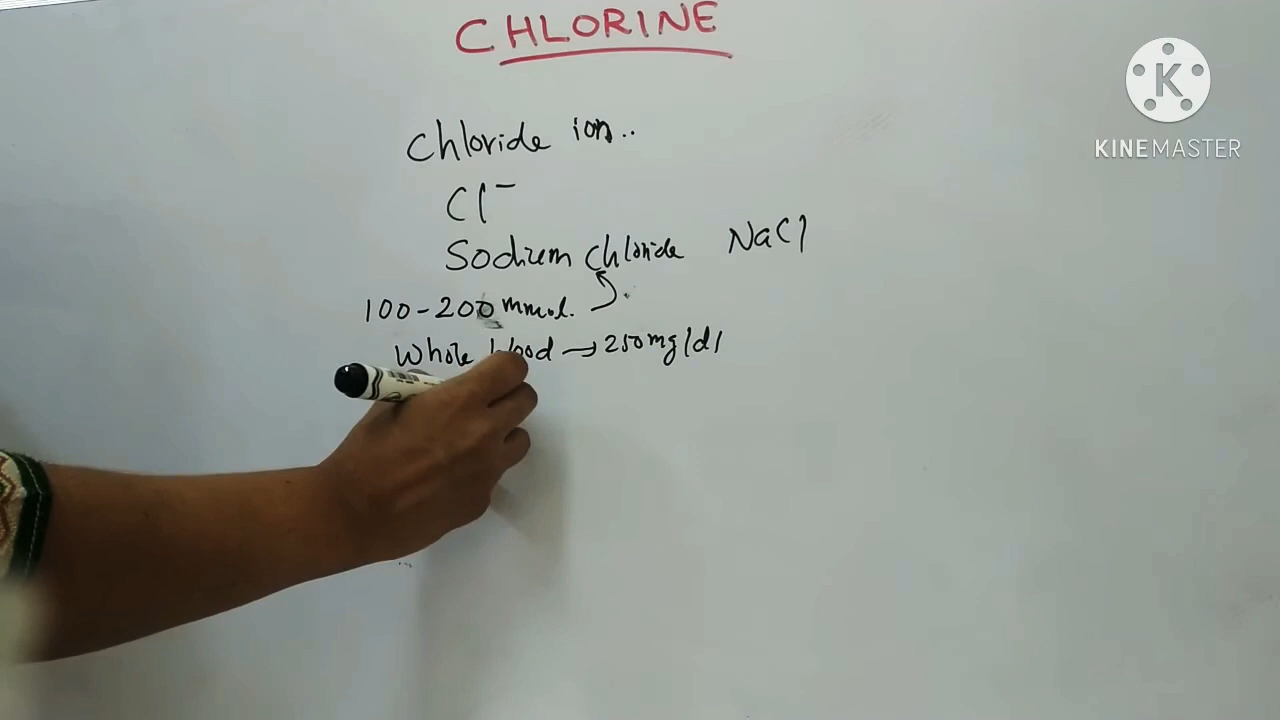 CHLORINE
KINEMASTER
Chloride ion..
Cl⁻
Sodium chloride NaCl
100-200 mmol.
Whole blood → 250mg/dl